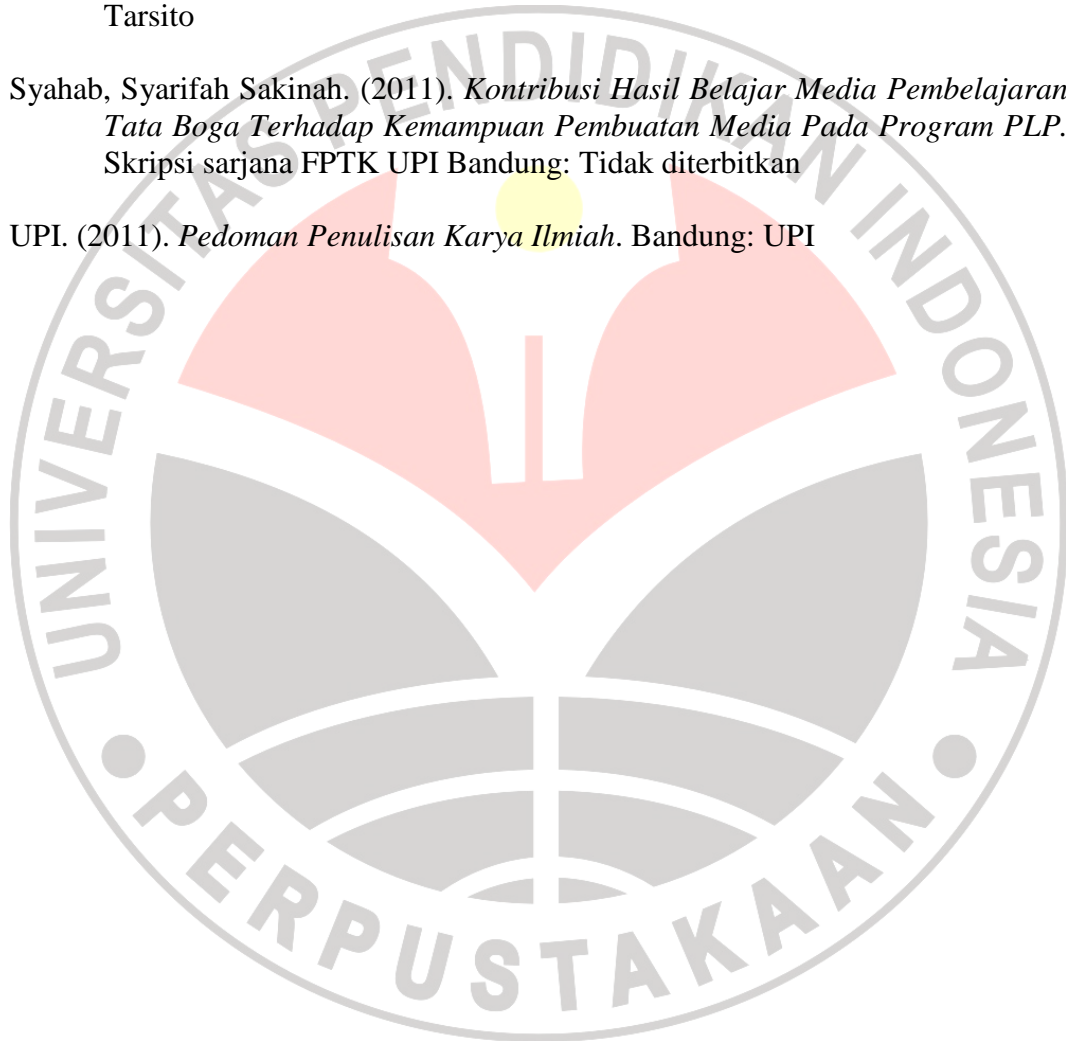 Tarsito
Syahab, Syarifah Sakinah. (2011). Kontribusi Hasil Belajar Media Pembelajaran
Tata Boga Terhadap Kemampuan Pembuatan Media Pada Program PLP.
Skripsi sarjana FPTK UPI Bandung: Tidak diterbitkan
UPI. (2011). Pedoman Penulisan Karya Ilmiah. Bandung: UPI
UNIVERSITAS PENDIDIKAN INDONESIA
PERPUSTAKAAN